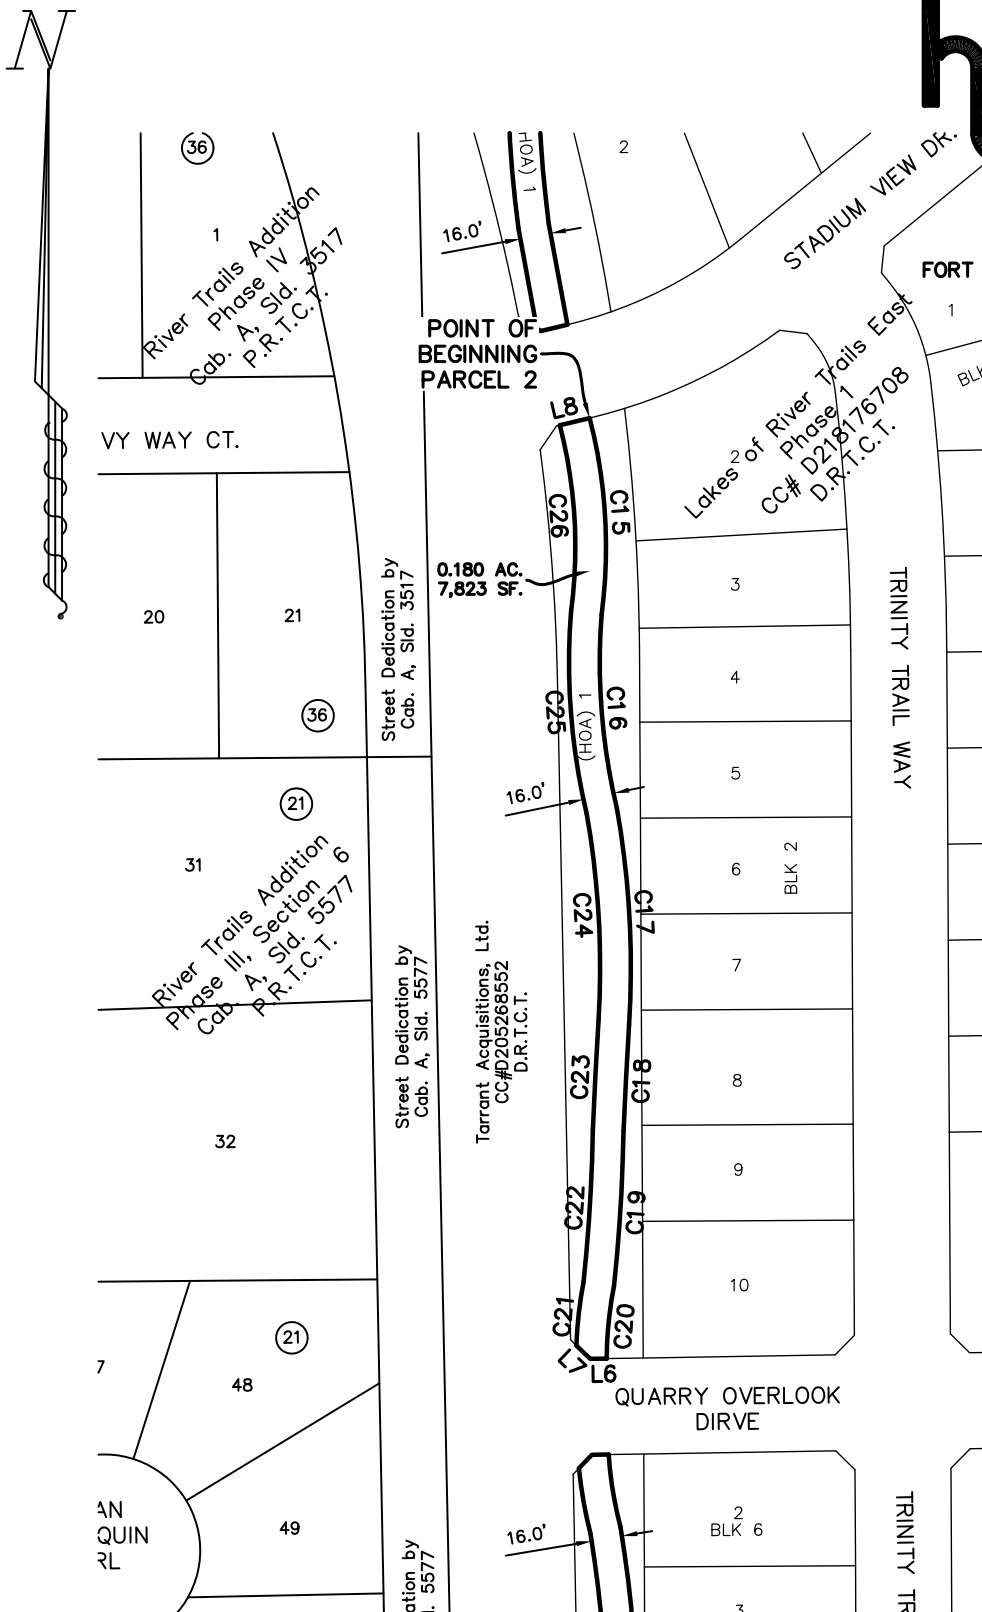 N
h
36
1
River Trails Addition
Phase IV
Cab. A, Sld. 3517
P.R.T.C.T.
(HOA) 1
2
16.0'
STADIUM VIEW DR.
FORT
1
BLK
POINT OF
BEGINNING
PARCEL 2
L8
VY WAY CT.
2
Lakes of River Trails East
Phase 1
CC# D218176708
D.R.T.C.T.
C26
C15
0.180 AC.
7,823 SF.
Street Dedication by
Cab. A, Sld. 3517
20
21
36
3
4
TRINITY TRAIL WAY
C25
C16
(HOA) 1
5
16.0'
21
31
River Trails Addition
Phase III, Section 6
Cab. A, Sld. 5577
P.R.T.C.T.
6
BLK 2
C24
C17
7
Street Dedication by
Cab. A, Sld. 5577
Tarrant Acquisitions, Ltd.
CC#D205268552
D.R.T.C.T.
C23
C18
8
32
9
C22
C19
10
C21
C20
21
7
48
L7
L6
QUARRY OVERLOOK
DIRVE
AN
QUIN
RL
49
16.0'
2
BLK 6
TRINITY TR
ation by
. 5577
3